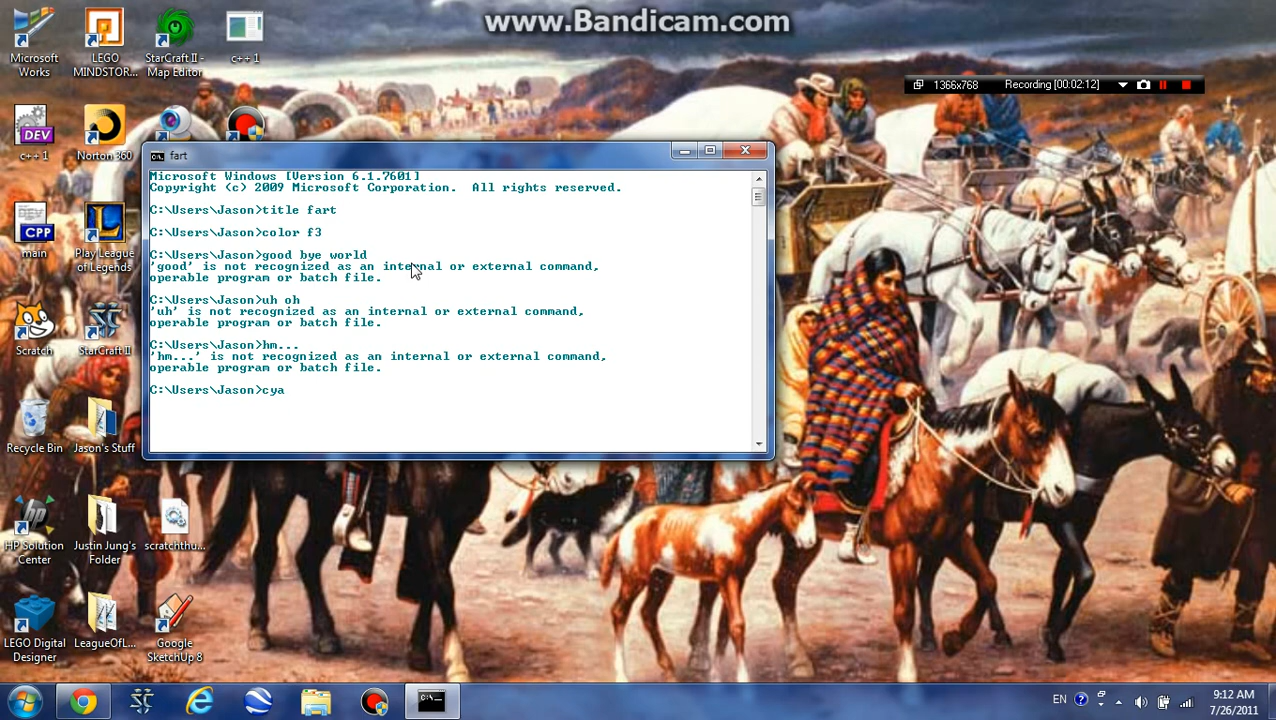 www.Bandicam.com
1366x768
Recording [00:02:12]
Microsoft
Works
LEGO
MINDSTOR...
StarCraft II -
Map Editor
c++ 1
DEV
c++ 1
Norton 360
CPP
main
Play League
of Legends
Scratch
StarCraft II
Recycle Bin
Jason's Stuff
HP Solution
Center
Justin Jung's
Folder
scratchthu...
LEGO Digital
Designer
LeagueOfL...
Google
SketchUp 8
C:\
fart
Microsoft Windows [Version 6.1.7601]
Copyright (c) 2009 Microsoft Corporation.  All rights reserved.
C:\Users\Jason>title fart
C:\Users\Jason>color f3
C:\Users\Jason>good bye world
'good' is not recognized as an internal or external command,
operable program or batch file.
C:\Users\Jason>uh oh
'uh' is not recognized as an internal or external command,
operable program or batch file.
C:\Users\Jason>hm...
'hm...' is not recognized as an internal or external command,
operable program or batch file.
C:\Users\Jason>cya
C:\
EN
9:12 AM
7/26/2011